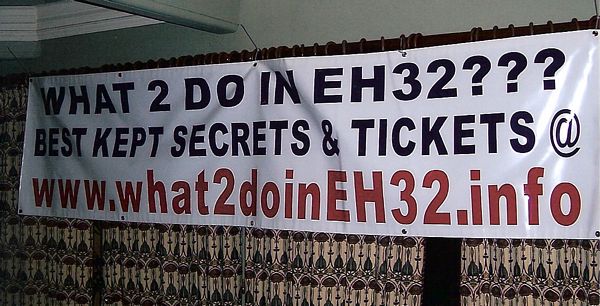 WHAT 2 DO IN EH32???
BEST KEPT SECRETS & TICKETS @
www.what2doinEH32.info